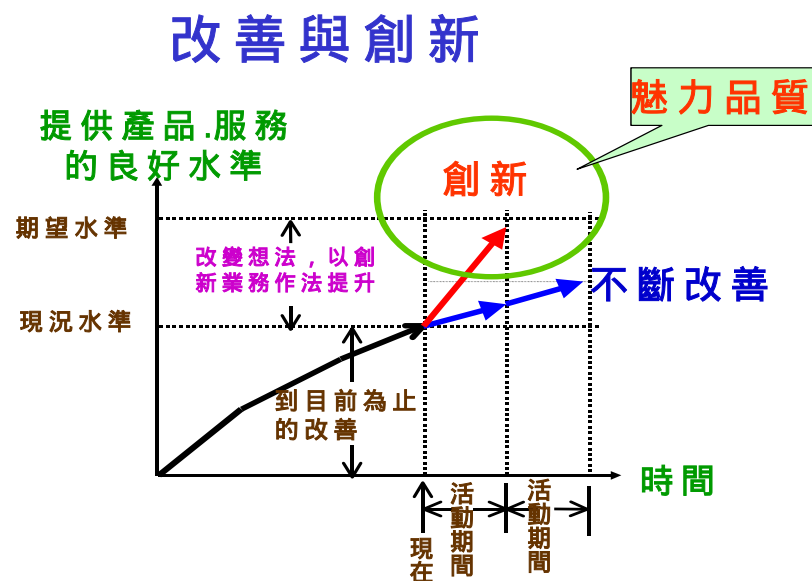 改善與創新
魅力品質
提供產品.服務
的良好水準
創新
期望水準
改變想法，以創
新業務作法提升
不斷改善
現況水準
到目前為止
的改善
時間
活動期間
活動期間
現在